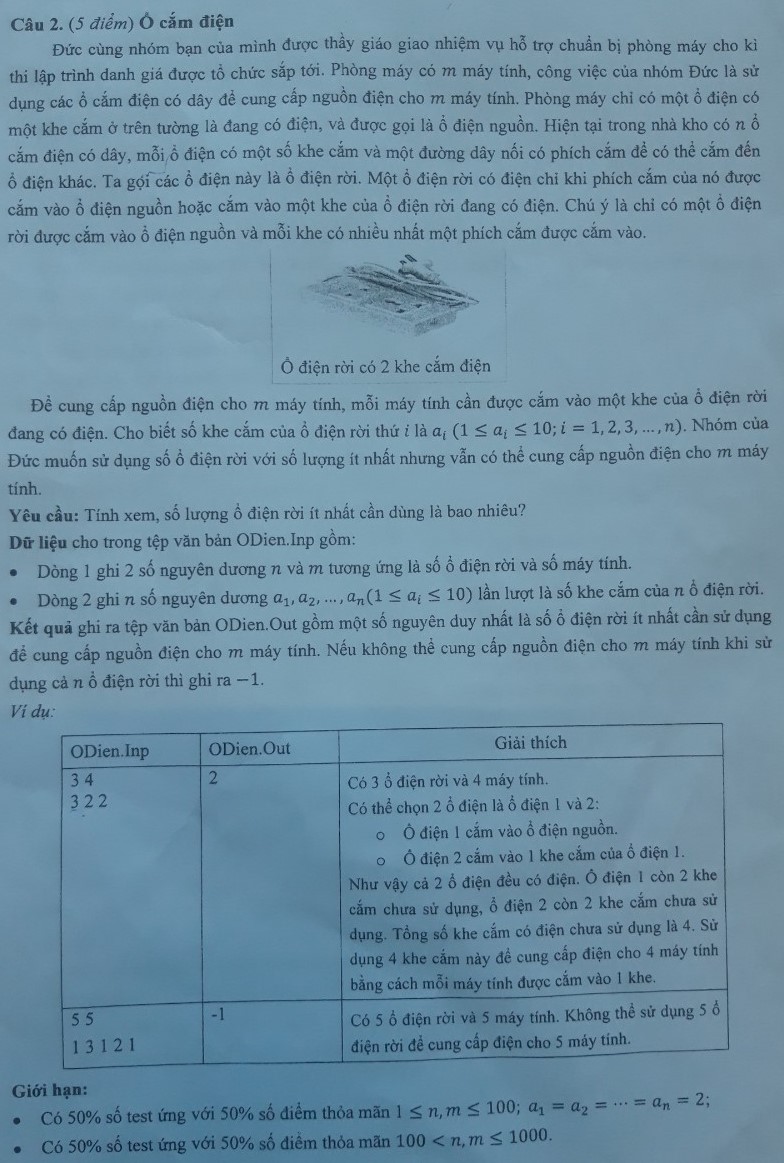 Câu 2. (5 điểm) Ổ cắm điện
Đức cùng nhóm bạn của mình được thầy giáo giao nhiệm vụ hỗ trợ chuẩn bị phòng máy cho kì
thi lập trình danh giá được tổ chức sắp tới. Phòng máy có m máy tính, công việc của nhóm Đức là sử
dụng các ổ cắm điện có dây để cung cấp nguồn điện cho m máy tính. Phòng máy chỉ có một ổ điện có
một khe cắm ở trên tường là đang có điện, và được gọi là ổ điện nguồn. Hiện tại trong nhà kho có n ổ
cắm điện có dây, mỗi ổ điện có một số khe cắm và một đường dây nối có phích cắm để có thể cắm đến
ổ điện khác. Ta gọi các ổ điện này là ổ điện rời. Một ổ điện rời có điện chỉ khi phích cắm của nó được
cắm vào ổ điện nguồn hoặc cắm vào một khe của ổ điện rời đang có điện. Chú ý là chỉ có một ổ điện
rời được cắm vào ổ điện nguồn và mỗi khe có nhiều nhất một phích cắm được cắm vào.
Ổ điện rời có 2 khe cắm điện
Để cung cấp nguồn điện cho m máy tính, mỗi máy tính cần được cắm vào một khe của ổ điện rời
đang có điện. Cho biết số khe cắm của ổ điện rời thứ i là aᵢ (1 ≤ aᵢ ≤ 10; i = 1, 2, 3, ... , n). Nhóm của
Đức muốn sử dụng số ổ điện rời với số lượng ít nhất nhưng vẫn có thể cung cấp nguồn điện cho m máy
tính.
Yêu cầu: Tính xem, số lượng ổ điện rời ít nhất cần dùng là bao nhiêu?
Dữ liệu cho trong tệp văn bản ODien.Inp gồm:
• Dòng 1 ghi 2 số nguyên dương n và m tương ứng là số ổ điện rời và số máy tính.
• Dòng 2 ghi n số nguyên dương a₁, a₂, ... , aₙ(1 ≤ aᵢ ≤ 10) lần lượt là số khe cắm của n ổ điện rời.
Kết quả ghi ra tệp văn bản ODien.Out gồm một số nguyên duy nhất là số ổ điện rời ít nhất cần sử dụng
để cung cấp nguồn điện cho m máy tính. Nếu không thể cung cấp nguồn điện cho m máy tính khi sử
dụng cả n ổ điện rời thì ghi ra −1.
Ví dụ:
ODien.Inp ODien.Out Giải thích
3 4 2 Có 3 ổ điện rời và 4 máy tính.
3 2 2 Có thể chọn 2 ổ điện là ổ điện 1 và 2:
o Ổ điện 1 cắm vào ổ điện nguồn.
o Ổ điện 2 cắm vào 1 khe cắm của ổ điện 1.
Như vậy cả 2 ổ điện đều có điện. Ổ điện 1 còn 2 khe
cắm chưa sử dụng, ổ điện 2 còn 2 khe cắm chưa sử
dụng. Tổng số khe cắm có điện chưa sử dụng là 4. Sử
dụng 4 khe cắm này để cung cấp điện cho 4 máy tính
bằng cách mỗi máy tính được cắm vào 1 khe.
5 5 -1 Có 5 ổ điện rời và 5 máy tính. Không thể sử dụng 5 ổ
1 3 1 2 1 điện rời để cung cấp điện cho 5 máy tính.
Giới hạn:
• Có 50% số test ứng với 50% số điểm thỏa mãn 1 ≤ n, m ≤ 100; a₁ = a₂ = ⋯ = aₙ = 2;
• Có 50% số test ứng với 50% số điểm thỏa mãn 100 < n, m ≤ 1000.